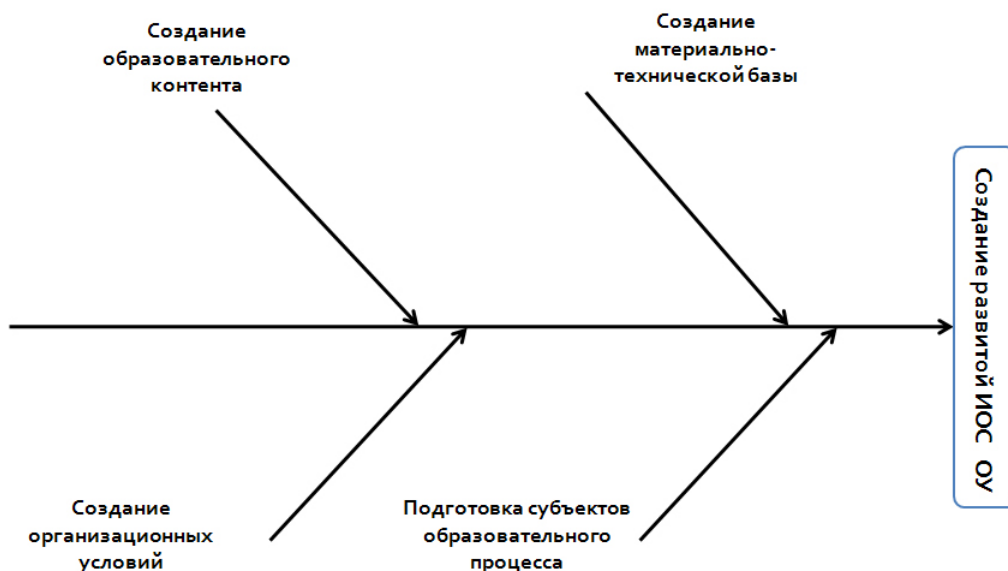 Создание
образовательного
контента
Создание
материально-
технической базы
Создание развитой ИОС ОУ
Создание
организационных
условий
Подготовка субъектов
образовательного
процесса